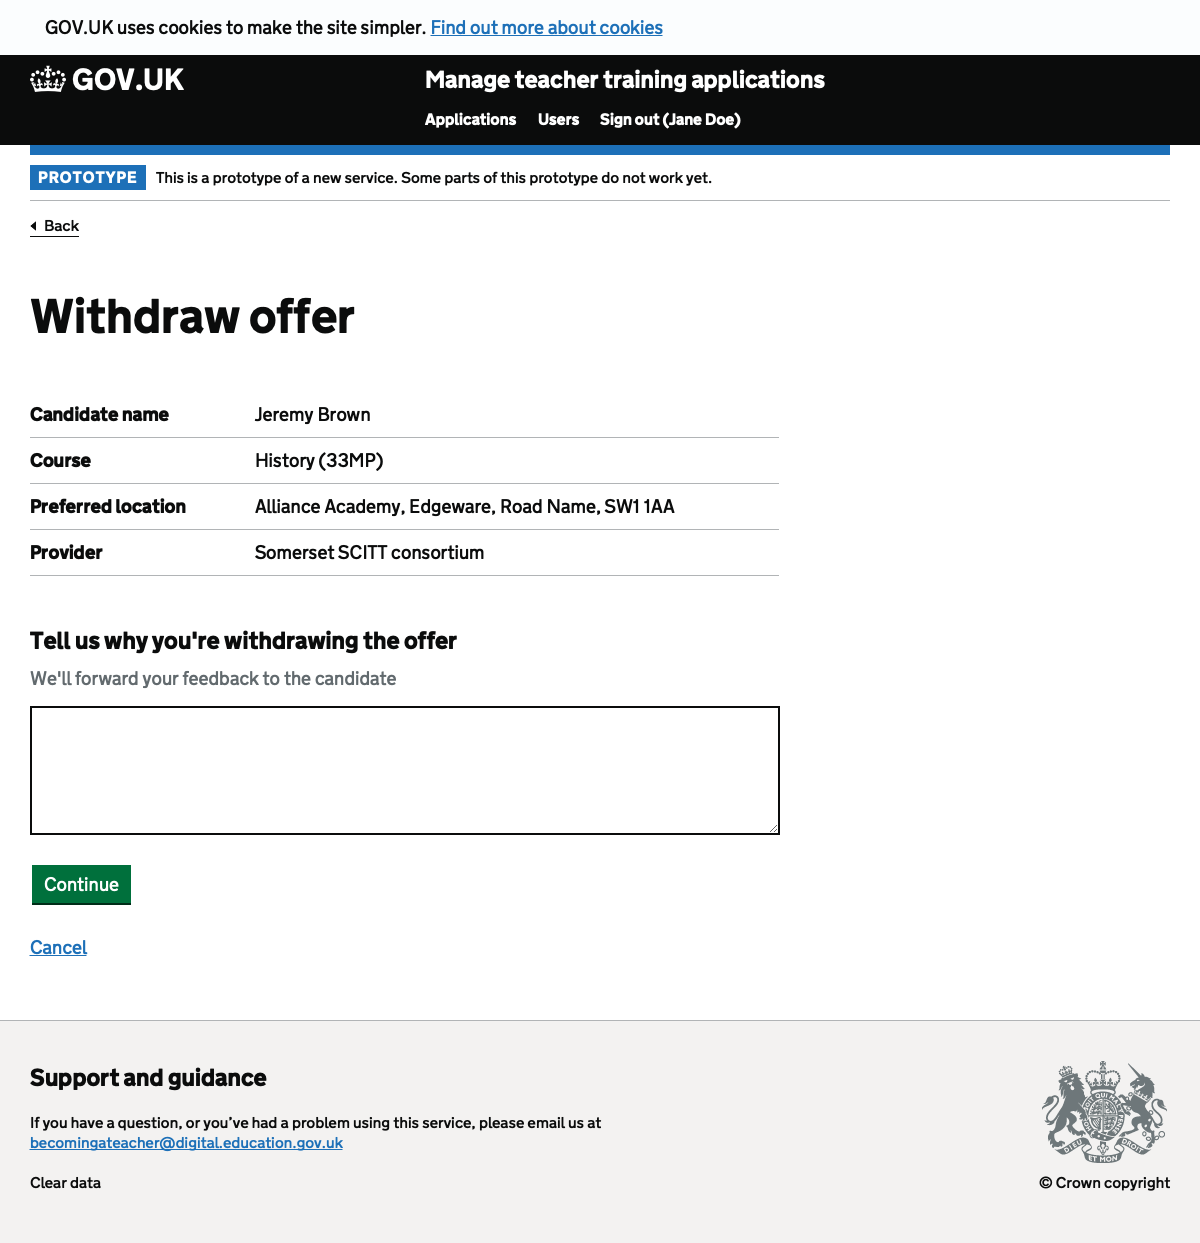 GOV.UK uses cookies to make the site simpler. Find out more about cookies
GOV.UK
Manage teacher training applications
Applications Users Sign out (Jane Doe)
PROTOTYPE This is a prototype of a new service. Some parts of this prototype do not work yet.
Back
Withdraw offer
Candidate name Jeremy Brown
Course History (33MP)
Preferred location Alliance Academy, Edgeware, Road Name, SW1 1AA
Provider Somerset SCITT consortium
Tell us why you're withdrawing the offer
We'll forward your feedback to the candidate
Continue
Cancel
Support and guidance
If you have a question, or you’ve had a problem using this service, please email us at
becomingateacher@digital.education.gov.uk
Clear data
DIEU ET MON DROIT
© Crown copyright